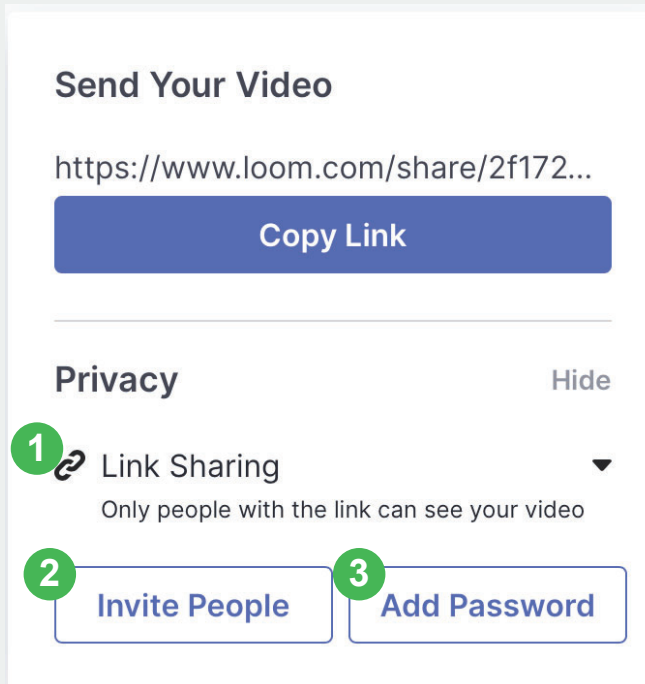 Send Your Video
https://www.loom.com/share/2f172...
Copy Link
Privacy
Hide
1
Link Sharing
Only people with the link can see your video
2
Invite People
3
Add Password